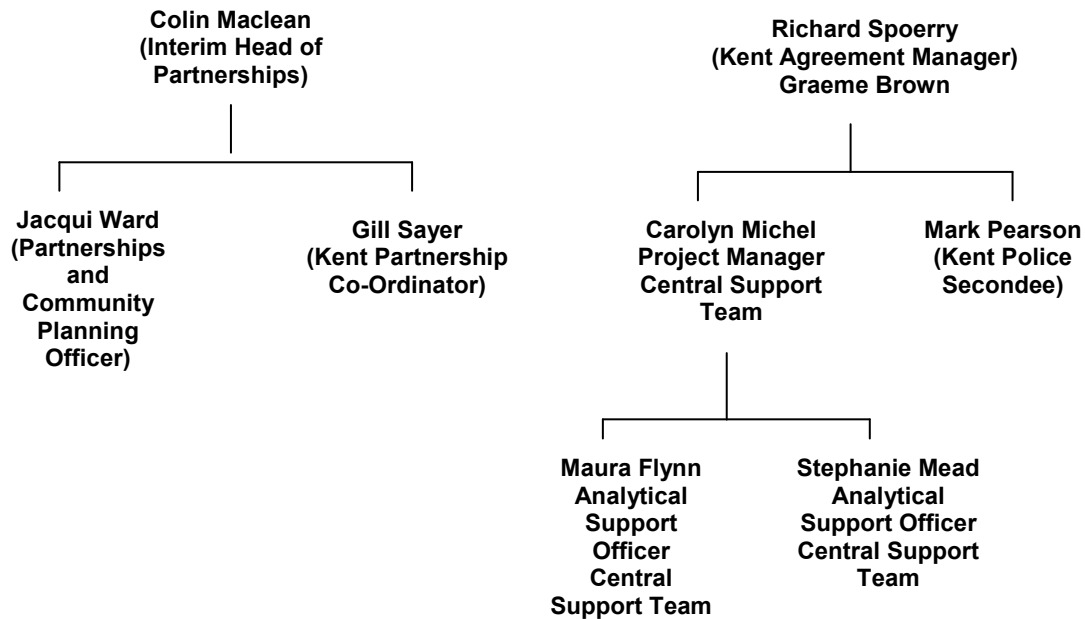 Colin Maclean
(Interim Head of
Partnerships)
Richard Spoerry
(Kent Agreement Manager)
Graeme Brown
Jacqui Ward
(Partnerships
and
Community
Planning
Officer)
Gill Sayer
(Kent Partnership
Co-Ordinator)
Carolyn Michel
Project Manager
Central Support
Team
Mark Pearson
(Kent Police
Secondee)
Maura Flynn
Analytical
Support
Officer
Central
Support Team
Stephanie Mead
Analytical
Support Officer
Central Support
Team